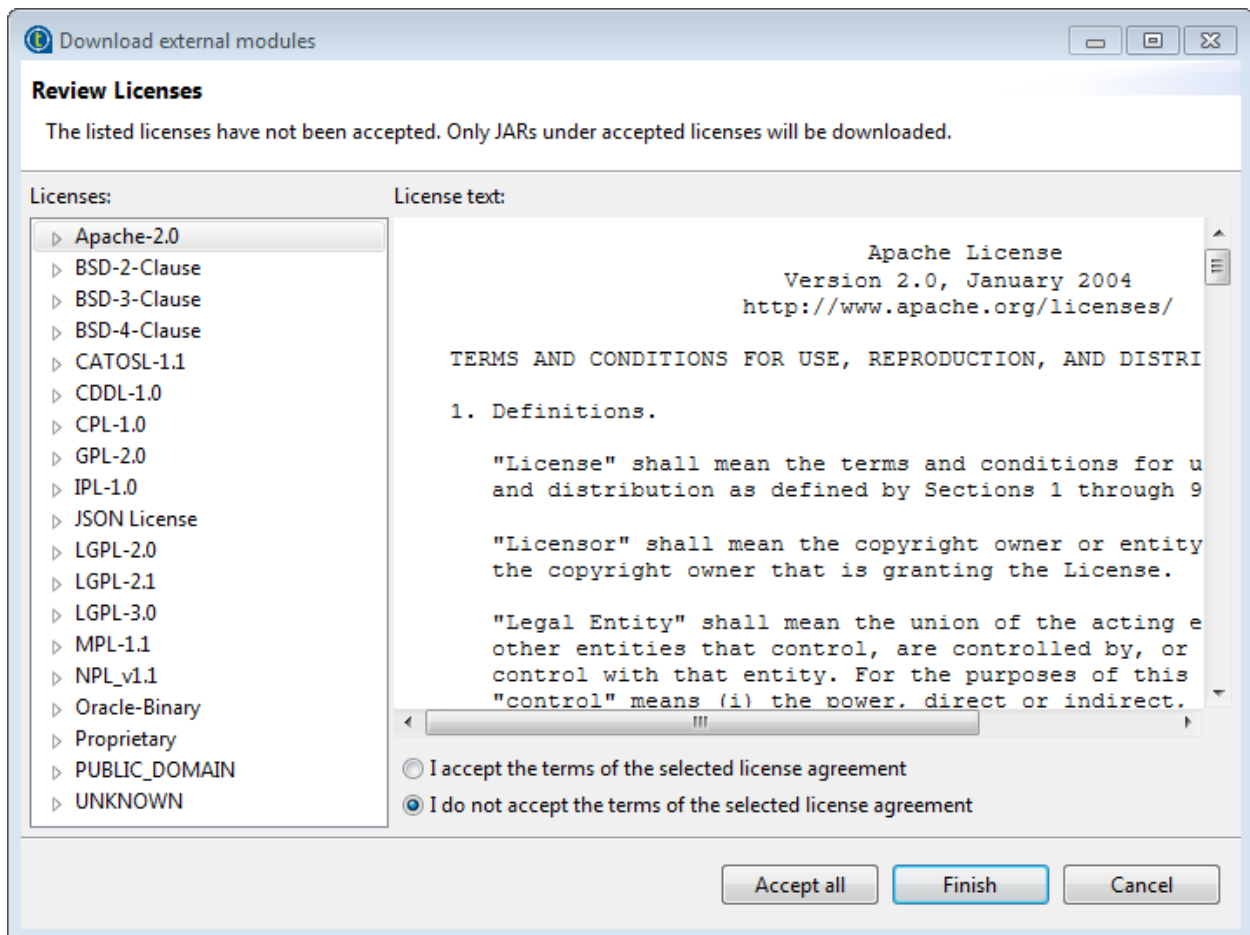 Download external modules
Review Licenses
The listed licenses have not been accepted. Only JARs under accepted licenses will be downloaded.
Licenses:
Apache-2.0
BSD-2-Clause
BSD-3-Clause
BSD-4-Clause
CATOSL-1.1
CDDL-1.0
CPL-1.0
GPL-2.0
IPL-1.0
JSON License
LGPL-2.0
LGPL-2.1
LGPL-3.0
MPL-1.1
NPL_v1.1
Oracle-Binary
Proprietary
PUBLIC_DOMAIN
UNKNOWN
License text:
Apache License
Version 2.0, January 2004
http://www.apache.org/licenses/
TERMS AND CONDITIONS FOR USE, REPRODUCTION, AND DISTRI
1. Definitions.
"License" shall mean the terms and conditions for u
and distribution as defined by Sections 1 through 9
"Licensor" shall mean the copyright owner or entity
the copyright owner that is granting the License.
"Legal Entity" shall mean the union of the acting e
other entities that control, are controlled by, or
control with that entity. For the purposes of this
"control" means (i) the power, direct or indirect,
I accept the terms of the selected license agreement
I do not accept the terms of the selected license agreement
Accept all
Finish
Cancel